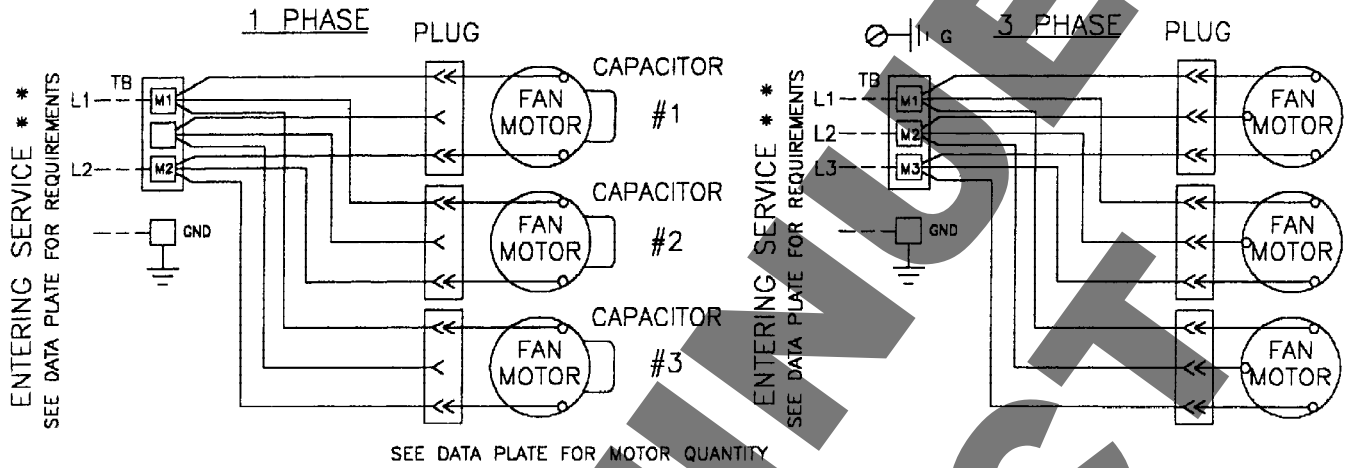 1 PHASE
PLUG
ENTERING SERVICE * *
SEE DATA PLATE FOR REQUIREMENTS
TB
L1
M1
L2
M2
GND
FAN
MOTOR
CAPACITOR
#1
FAN
MOTOR
CAPACITOR
#2
FAN
MOTOR
CAPACITOR
#3
G
3 PHASE
PLUG
ENTERING SERVICE * *
SEE DATA PLATE FOR REQUIREMENTS
TB
L1
M1
L2
M2
L3
M3
GND
FAN
MOTOR
FAN
MOTOR
FAN
MOTOR
SEE DATA PLATE FOR MOTOR QUANTITY